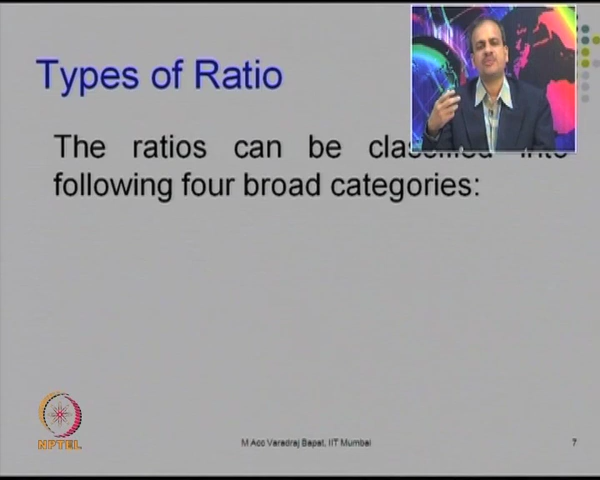 Types of Ratio
The ratios can be classified into
following four broad categories:
NPTEL
M Acc Varadraj Bapat, IIT Mumbai
7